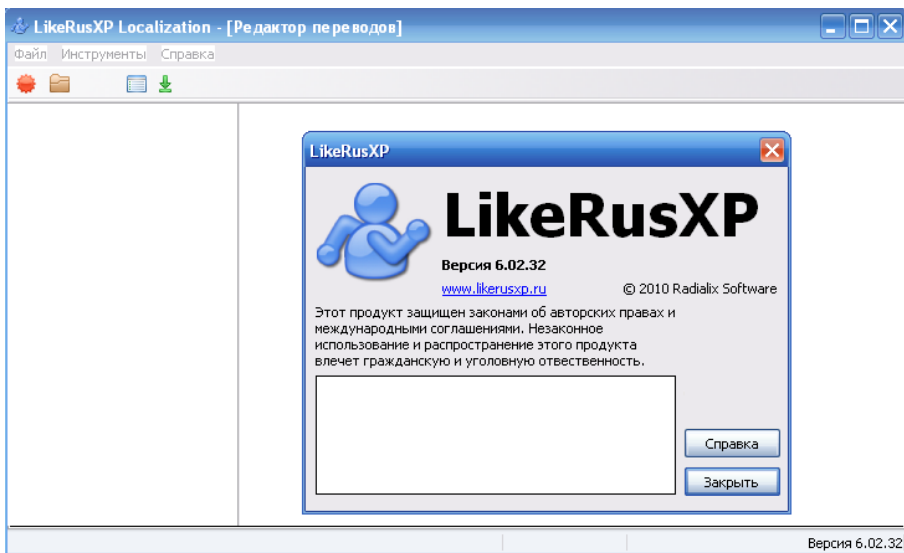 LikeRusXP Localization - [Редактор переводов]
Файл Инструменты Справка
LikeRusXP
LikeRusXP
Версия 6.02.32
www.likerusxp.ru © 2010 Radialix Software
Этот продукт защищен законами об авторских правах и
международными соглашениями. Незаконное
использование и распространение этого продукта
влечет гражданскую и уголовную отвественность.
Справка
Закрыть
Версия 6.02.32